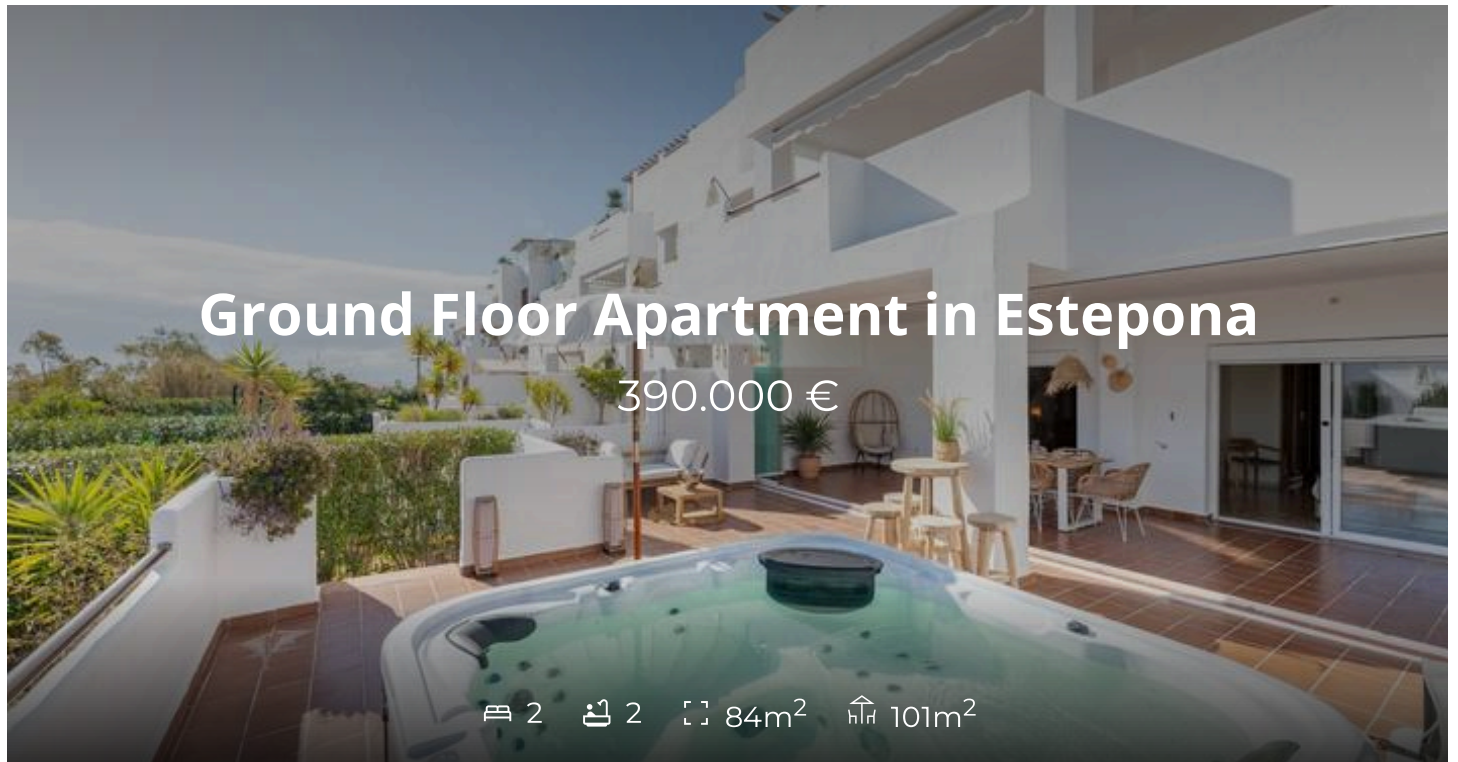 Ground Floor Apartment in Estepona
390.000 €
2 2 84m² 101m²